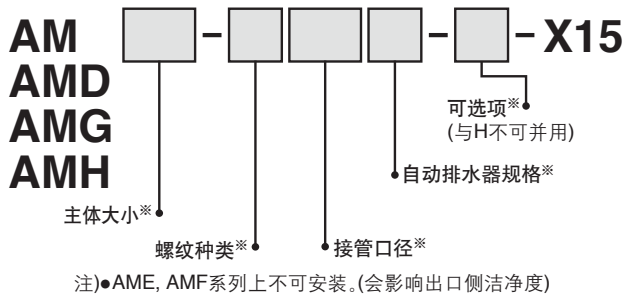 AM - - - X15
AMD
AMG
AMH
可选项※
(与H不可并用)
自动排水器规格※
主体大小※
螺纹种类※
接管口径※
注)●AME, AMF系列上不可安装。(会影响出口侧洁净度)